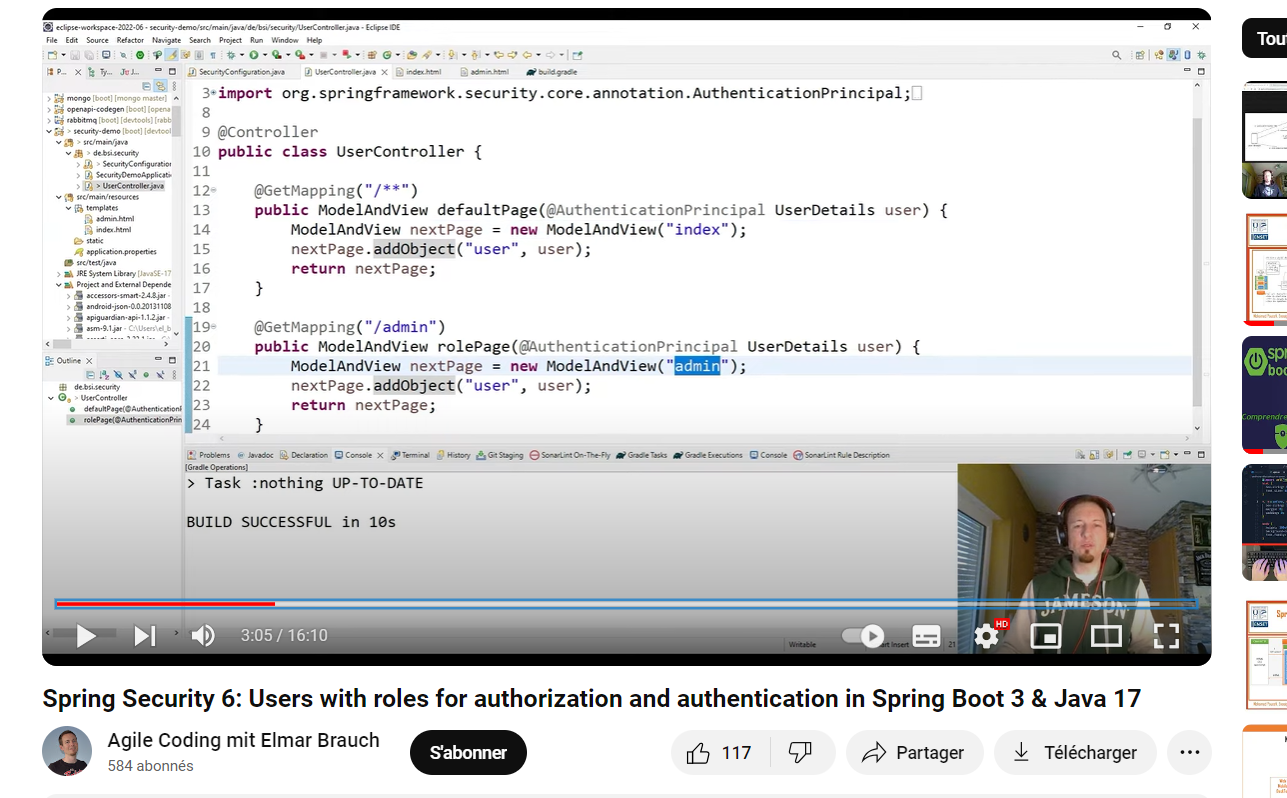 eclipse-workspace-2022-06 - security-demo/src/main/java/de/bsi/security/UserController.java - Eclipse IDE
File Edit Source Refactor Navigate Search Project Run Window Help
P... Ty... Ju J...
SecurityConfiguration.java UserController.java index.html admin.html build.gradle
mongo [boot] [mongo master]
openapi-codegen [boot] [opena
rabbitmq [boot] [devtools] [rabb
> security-demo [boot] [devtool
> src/main/java
> de.bsi.security
> SecurityConfiguration
SecurityDemoApplicati
> UserController.java
src/main/resources
templates
admin.html
index.html
static
application.properties
src/test/java
JRE System Library [JavaSE-17
Project and External Depende
accessors-smart-2.4.8.jar -
android-json-0.0.20131108
apiguardian-api-1.1.2.jar -
asm-9.1.jar - C:\Users\el_b
Outline
de.bsi.security
> UserController
defaultPage(@Authentication
rolePage(@AuthenticationPrin
3 import org.springframework.security.core.annotation.AuthenticationPrincipal;
8
9 @Controller
10 public class UserController {
11
12 @GetMapping("/**")
13 public ModelAndView defaultPage(@AuthenticationPrincipal UserDetails user) {
14 ModelAndView nextPage = new ModelAndView("index");
15 nextPage.addObject("user", user);
16 return nextPage;
17 }
18
19 @GetMapping("/admin")
20 public ModelAndView rolePage(@AuthenticationPrincipal UserDetails user) {
21 ModelAndView nextPage = new ModelAndView("admin");
22 nextPage.addObject("user", user);
23 return nextPage;
24 }
Problems Javadoc Declaration Console Terminal History Git Staging SonarLint On-The-Fly Gradle Tasks Gradle Executions Console SonarLint Rule Description
[Gradle Operations]
> Task :nothing UP-TO-DATE
BUILD SUCCESSFUL in 10s
JAMESON
3:05 / 16:10
HD
Writable
ert Insert
21
Spring Security 6: Users with roles for authorization and authentication in Spring Boot 3 & Java 17
Agile Coding mit Elmar Brauch
584 abonnés
S'abonner
117
Partager
Télécharger
Tou
spr
boo
Comprendre
Sp